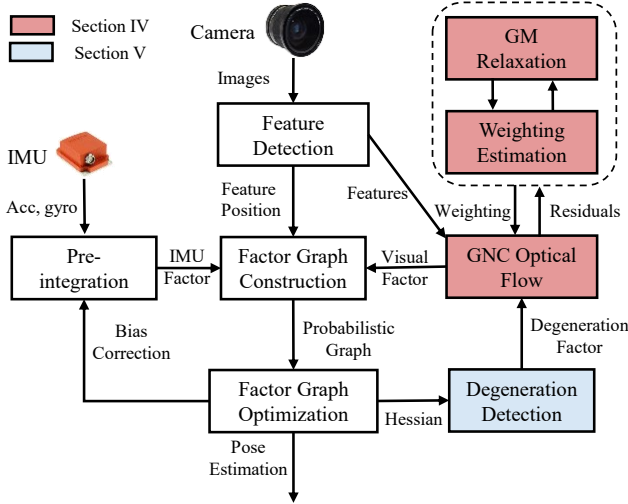 Section IV
Section V
Camera
Images
GM
Relaxation
Weighting
Estimation
Feature
Detection
IMU
Acc, gyro
Feature
Position
Features
Weighting
Residuals
Pre-
integration
IMU
Factor
Factor Graph
Construction
Visual
Factor
GNC Optical
Flow
Bias
Correction
Probabilistic
Graph
Degeneration
Factor
Factor Graph
Optimization
Hessian
Degeneration
Detection
Pose
Estimation